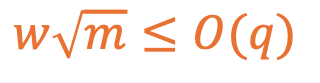 w√m ≤ O(q)